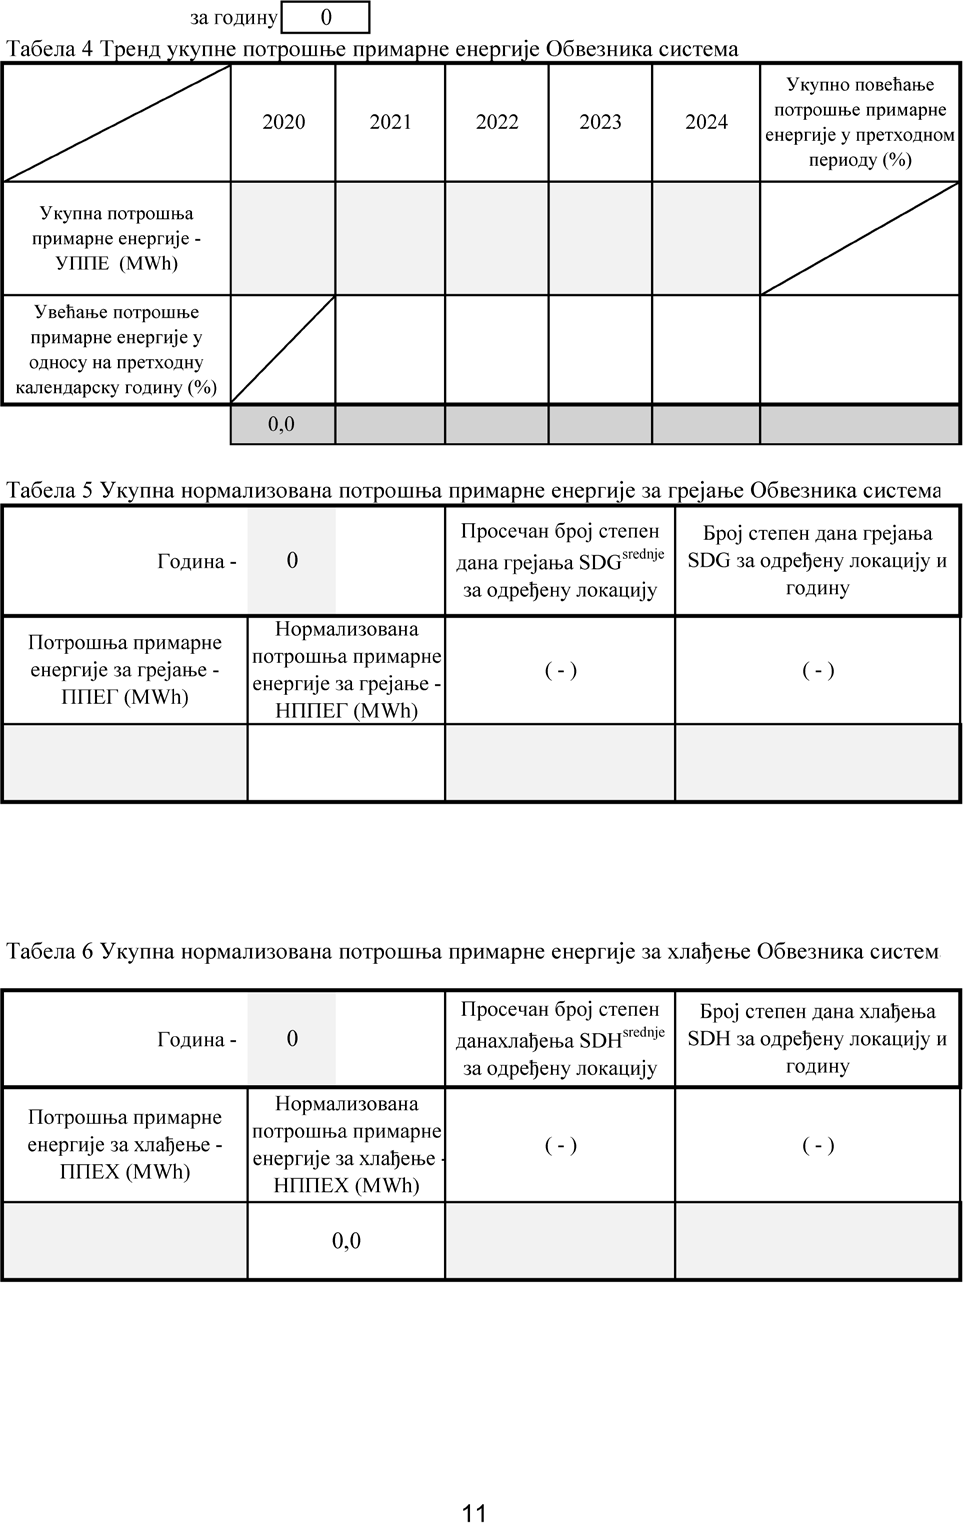 за годину 0
Табела 4 Тренд укупне потрошње примарне енергије Обвезника система
2020 2021 2022 2023 2024
Укупно повећање
потрошње примарне
енергије у претходном
периоду (%)
Укупна потрошња
примарне енергије -
УППЕ (MWh)
Увећање потрошње
примарне енергије у
односу на претходну
календарску годину (%)
0,0
Табела 5 Укупна нормализована потрошња примарне енергије за грејање Обвезника система
Година - 0
Просечан број степен
дана грејања SDGsrednje
за одређену локацију
Број степен дана грејања
SDG за одређену локацију и
годину
Потрошња примарне
енергије за грејање -
ППЕГ (MWh)
Нормализована
потрошња примарне
енергије за грејање -
НППЕГ (MWh)
( - )
( - )
Табела 6 Укупна нормализована потрошња примарне енергије за хлађење Обвезника систем
Година - 0
Просечан број степен
данахлађења SDHsrednje
за одређену локацију
Број степен дана хлађења
SDH за одређену локацију и
годину
Потрошња примарне
енергије за хлађење -
ППЕХ (MWh)
Нормализована
потрошња примарне
енергије за хлађење -
НППЕХ (MWh)
( - )
( - )
0,0
11